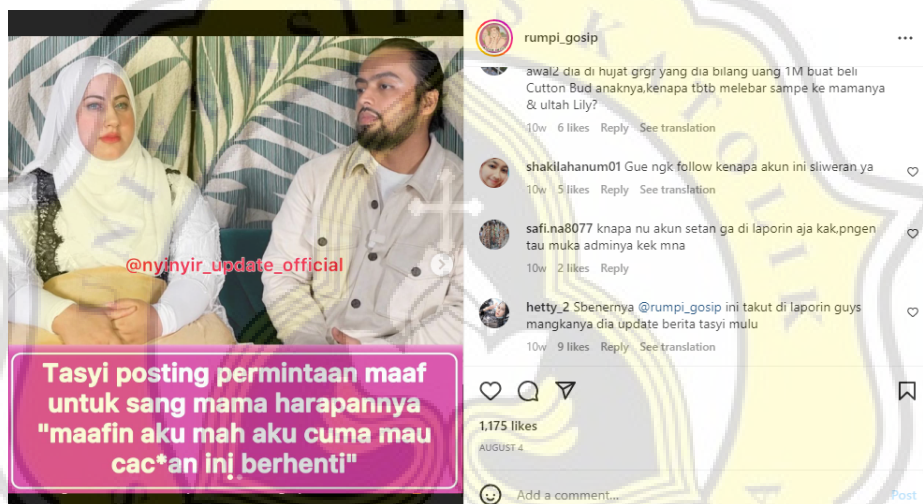 rumpi_gosip
awal2 dia di hujat grgr yang dia bilang uang 1M buat beli
Cutton Bud anaknya,kenapa tbtb melebar sampe ke mamanya
& ultah Lily?
10w 6 likes Reply See translation
shakilahanum01 Gue ngk follow kenapa akun ini sliweran ya
10w 5 likes Reply See translation
safi.na8077 knapa nu akun setan ga di laporin aja kak,pngen
tau muka adminya kek mna
10w 2 likes Reply
hetty_2 Sbenernya @rumpi_gosip ini takut di laporin guys
mangkanya dia update berita tasyi mulu
10w 9 likes Reply See translation
1,175 likes
AUGUST 4
Add a comment...
Post
@nyinyir_update_official
Tasyi posting permintaan maaf
untuk sang mama harapannya
"maafin aku mah aku cuma mau
cac*an ini berhenti"